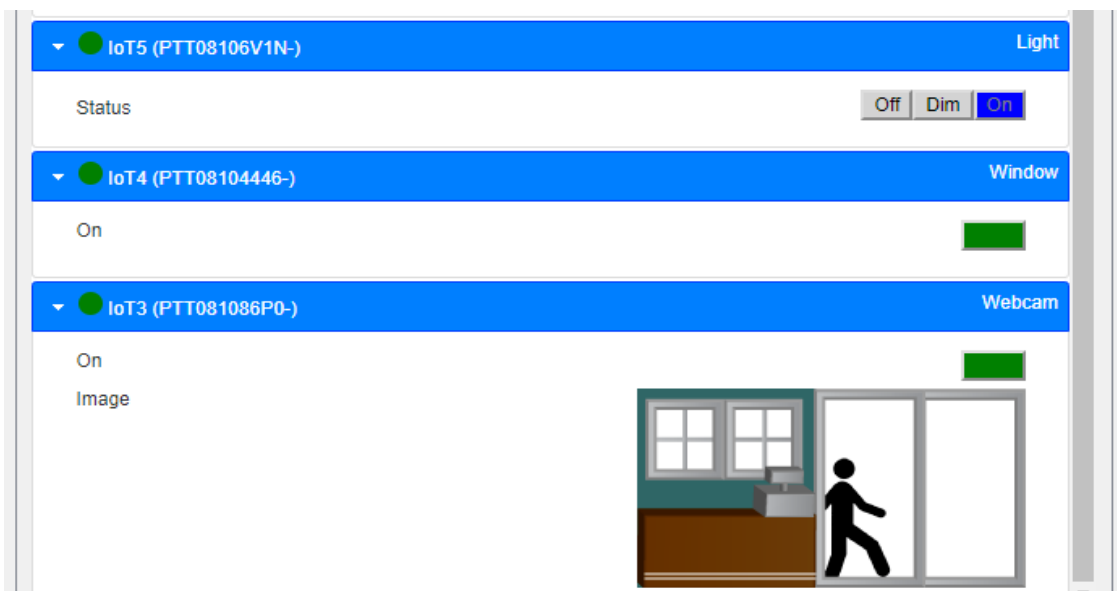 IoT5 (PTT08106V1N-) Light
Status Off Dim On
IoT4 (PTT08104446-) Window
On
IoT3 (PTT081086P0-) Webcam
On
Image